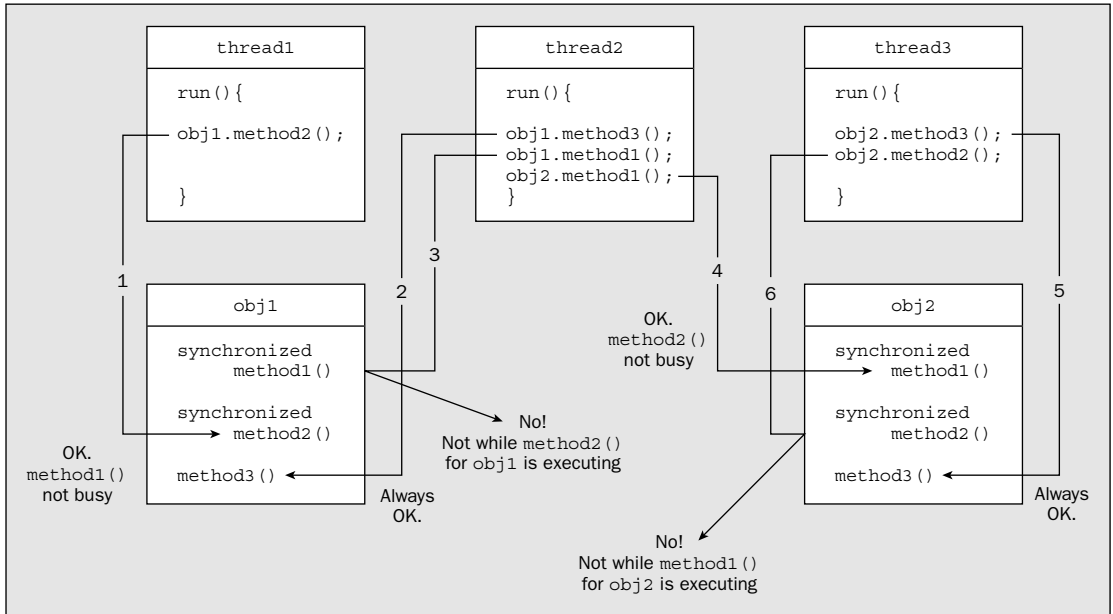 thread1
run(){
obj1.method2();
}
thread2
run(){
obj1.method3();
obj1.method1();
obj2.method1();
}
thread3
run(){
obj2.method3();
obj2.method2();
}
1
2
3
4
6
5
obj1
synchronized
method1()
synchronized
method2()
method3()
OK.
method1()
not busy
Always
OK.
No!
Not while method2()
for obj1 is executing
OK.
method2()
not busy
obj2
synchronized
method1()
synchronized
method2()
method3()
Always
OK.
No!
Not while method1()
for obj2 is executing